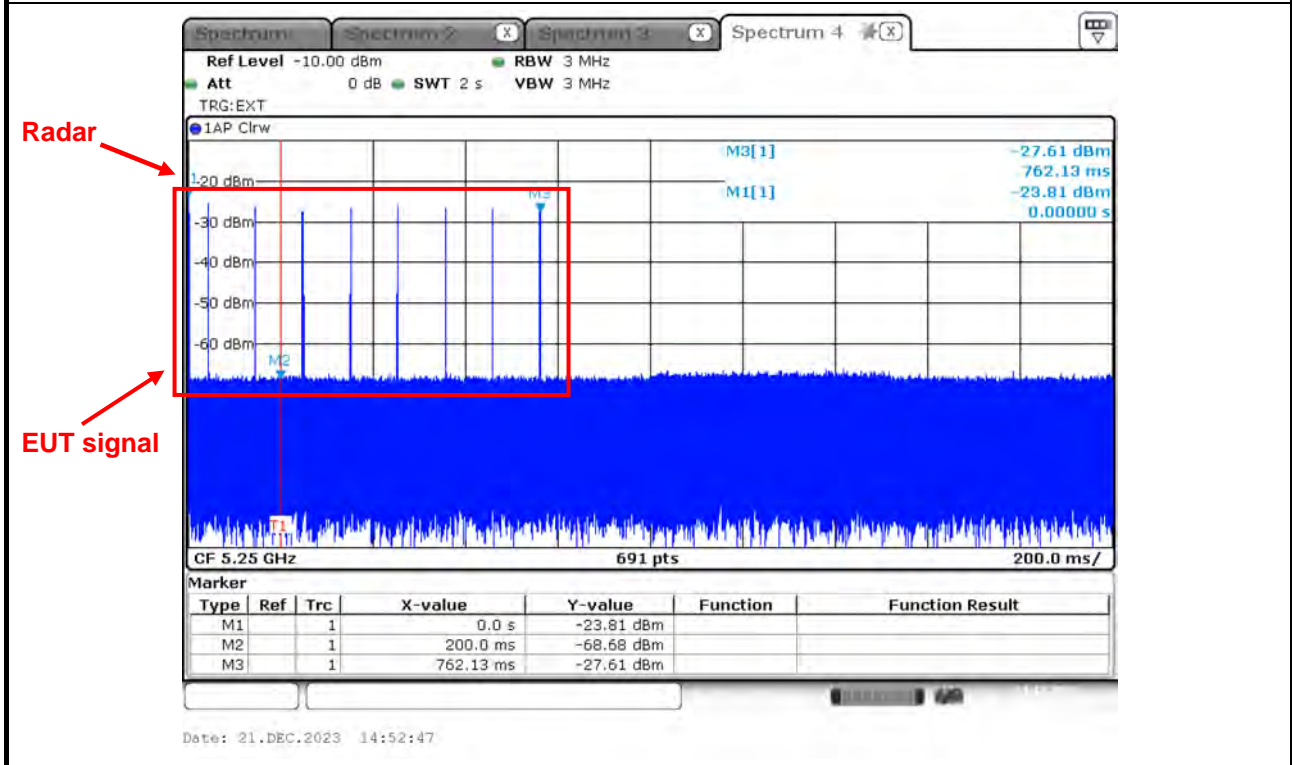 Spectrum Spectrum 2 X Spectrum 3 X Spectrum 4 X
Ref Level -10.00 dBm RBW 3 MHz
Att 0 dB SWT 2 s VBW 3 MHz
TRG:EXT
1AP Clrw
Radar
M3[1] -27.61 dBm
762.13 ms
M1[1] -23.81 dBm
0.00000 s
1
-20 dBm
M3
-30 dBm
-40 dBm
-50 dBm
-60 dBm
M2
EUT signal
T1
CF 5.25 GHz 691 pts 200.0 ms/
Marker
Type Ref Trc X-value Y-value Function Function Result
M1 1 0.0 s -23.81 dBm
M2 1 200.0 ms -68.68 dBm
M3 1 762.13 ms -27.61 dBm
Date: 21.DEC.2023 14:52:47